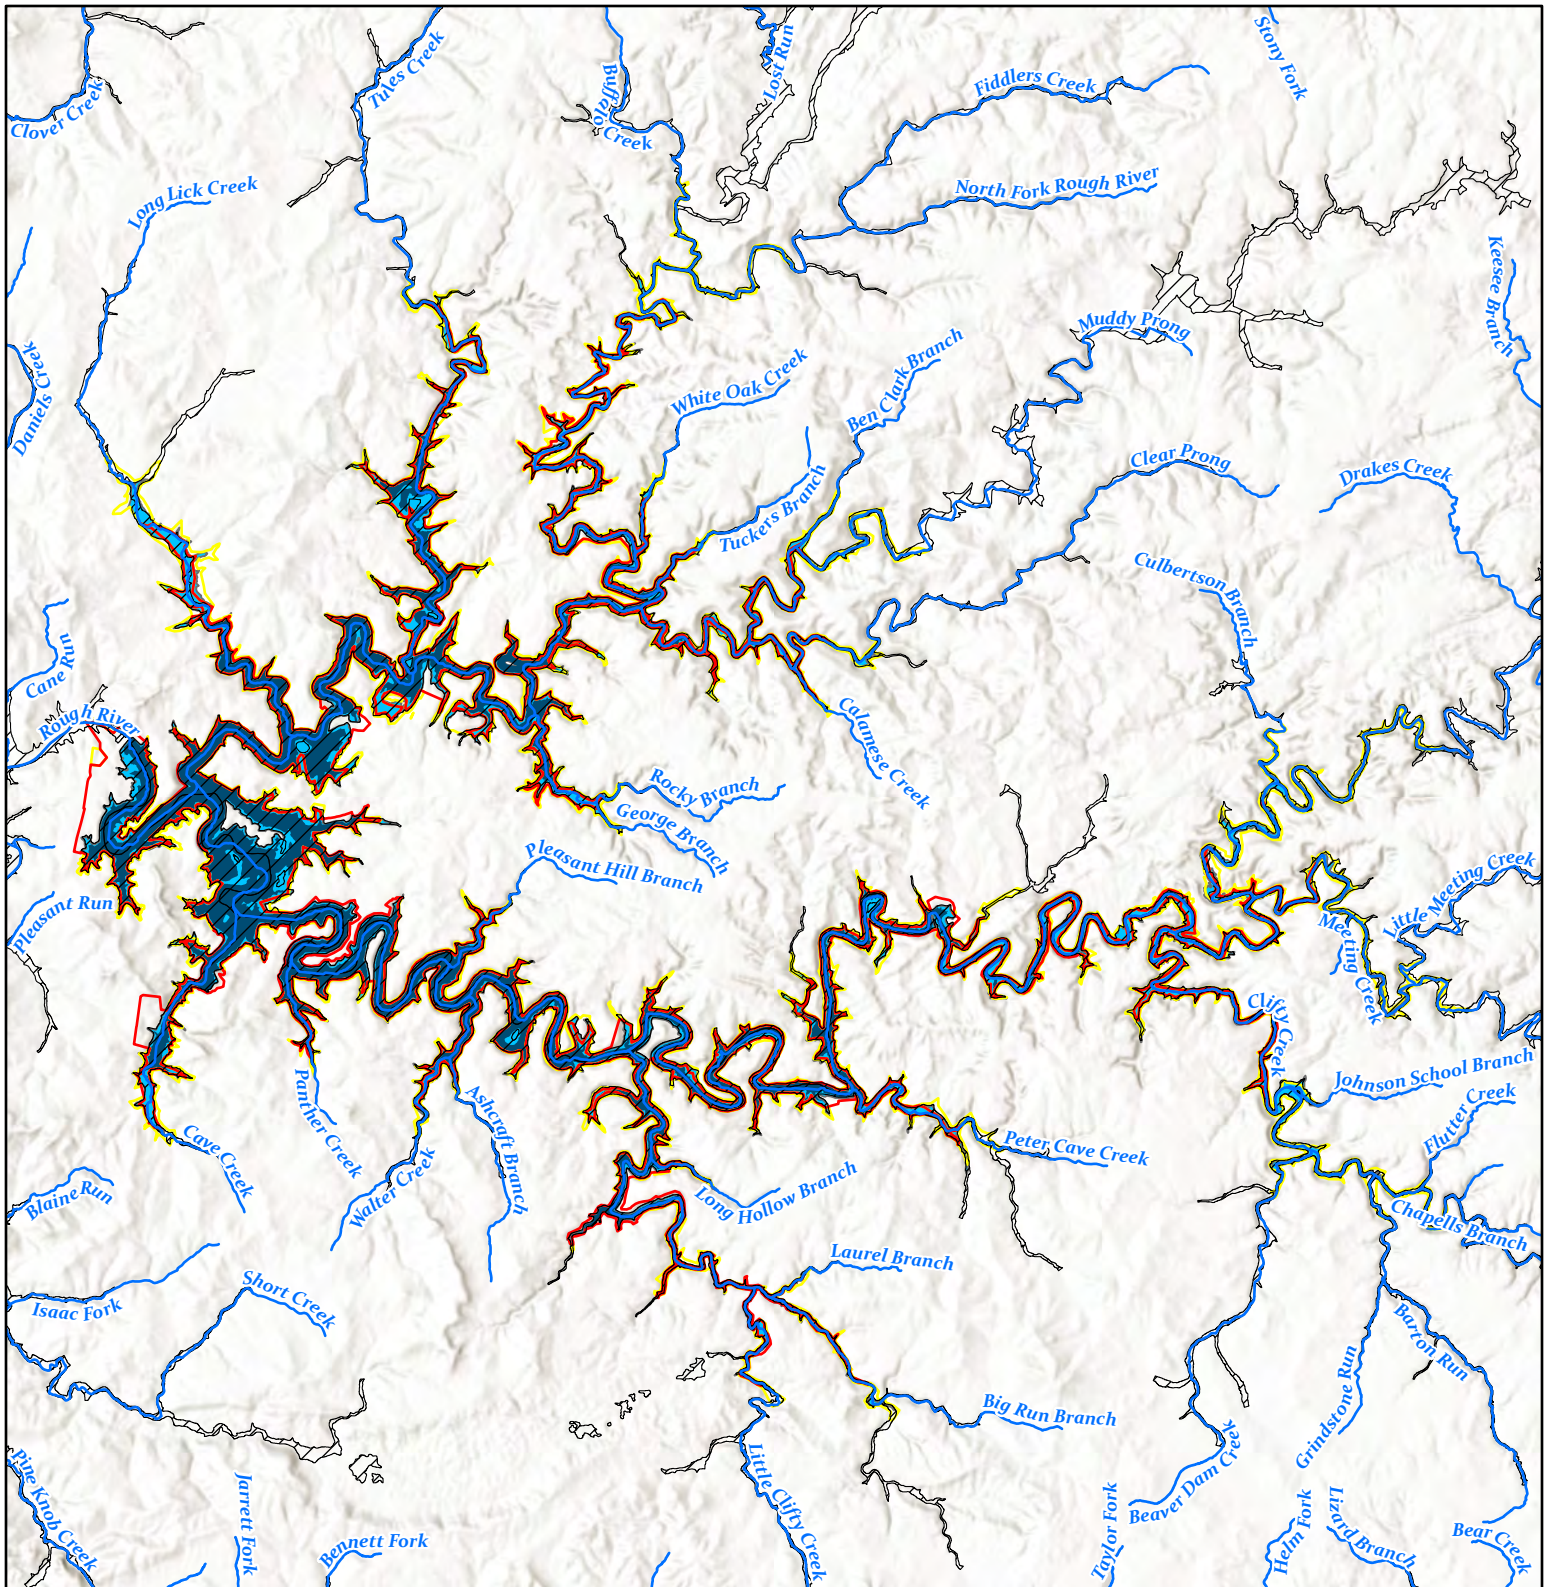 Stony Fork
Lost Run
Tules Creek
Buffalo Creek
Fiddlers Creek
Clover Creek
North Fork Rough River
Long Lick Creek
Keesee Branch
Muddy Prong
Daniels Creek
Ben Clark Branch
White Oak Creek
Clear Prong
Drakes Creek
Tuckers Branch
Culbertson Branch
Cane Run
Rough River
Calamese Creek
Rocky Branch
George Branch
Pleasant Hill Branch
Pleasant Run
Little Meeting Creek
Meeting Creek
Clifty Creek
Johnson School Branch
Flutter Creek
Panther Creek
Ashcraft Branch
Cave Creek
Peter Cave Creek
Walter Creek
Long Hollow Branch
Blaine Run
Chapells Branch
Laurel Branch
Isaac Fork
Short Creek
Barton Run
Grindstone Run
Big Run Branch
Beaver Dam Creek
Little Clifty Creek
Pine Knob Creek
Jarrett Fork
Bennett Fork
Taylor Fork
Helm Fork
Lizard Branch
Bear Creek